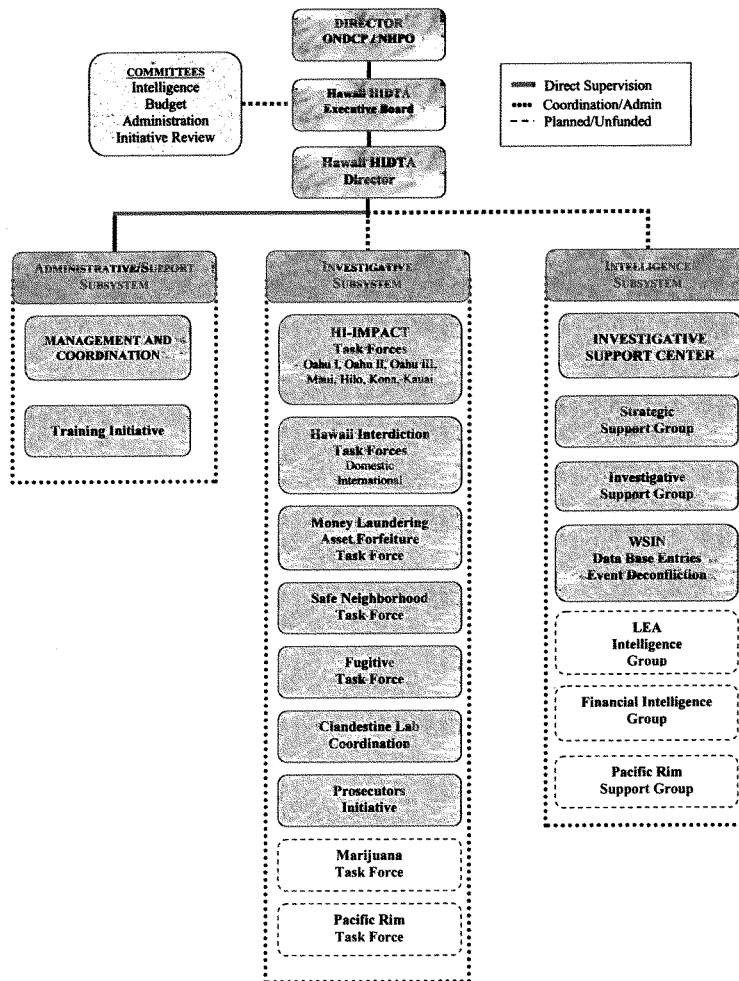 DIRECTOR
ONDCP / NHPO
COMMITTEES
Intelligence
Budget
Administration
Initiative Review
Hawaii HIDTA
Executive Board
Direct Supervision
Coordination/Admin
Planned/Unfunded
Hawaii HIDTA
Director
ADMINISTRATIVE/SUPPORT
SUBSYSTEM
MANAGEMENT AND
COORDINATION
Training Initiative
INVESTIGATIVE
SUBSYSTEM
HI-IMPACT
Task Forces
Oahu I, Oahu II, Oahu III,
Maui, Hilo, Kona, Kauai
Hawaii Interdiction
Task Forces
Domestic
International
Money Laundering
Asset Forfeiture
Task Force
Safe Neighborhood
Task Force
Fugitive
Task Force
Clandestine Lab
Coordination
Prosecutors
Initiative
Marijuana
Task Force
Pacific Rim
Task Force
INTELLIGENCE
SUBSYSTEM
INVESTIGATIVE
SUPPORT CENTER
Strategic
Support Group
Investigative
Support Group
WSIN
Data Base Entries
Event Deconfliction
LEA
Intelligence
Group
Financial Intelligence
Group
Pacific Rim
Support Group